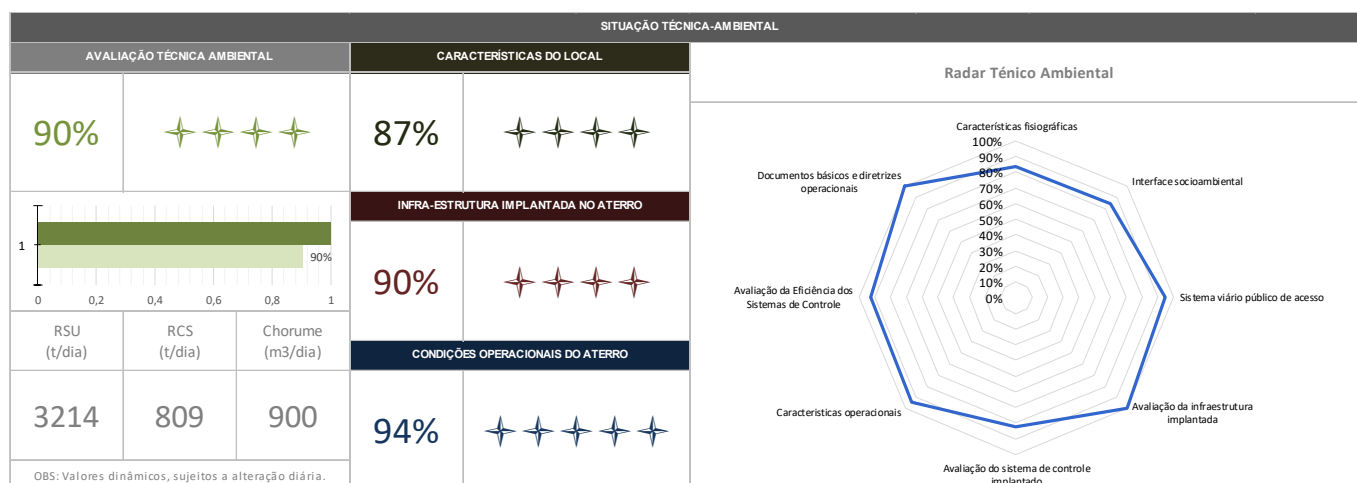 SITUAÇÃO TÉCNICA-AMBIENTAL
AVALIAÇÃO TÉCNICA AMBIENTAL
90%
1
90%
0 0,2 0,4 0,6 0,8 1
RSU
(t/dia)
RCS
(t/dia)
Chorume
(m3/dia)
3214
809
900
OBS: Valores dinâmicos, sujeitos a alteração diária.
CARACTERÍSTICAS DO LOCAL
87%
INFRA-ESTRUTURA IMPLANTADA NO ATERRO
90%
CONDIÇÕES OPERACIONAIS DO ATERRO
94%
Radar Ténico Ambiental
Características fisiográficas
100%
90%
80%
70%
60%
50%
40%
30%
20%
10%
0%
Interface socioambiental
Sistema viário público de acesso
Avaliação da infraestrutura
implantada
Avaliação do sistema de controle
implantado
Caracteristicas operacionais
Avaliação da Eficiência dos
Sistemas de Controle
Documentos básicos e diretrizes
operacionais